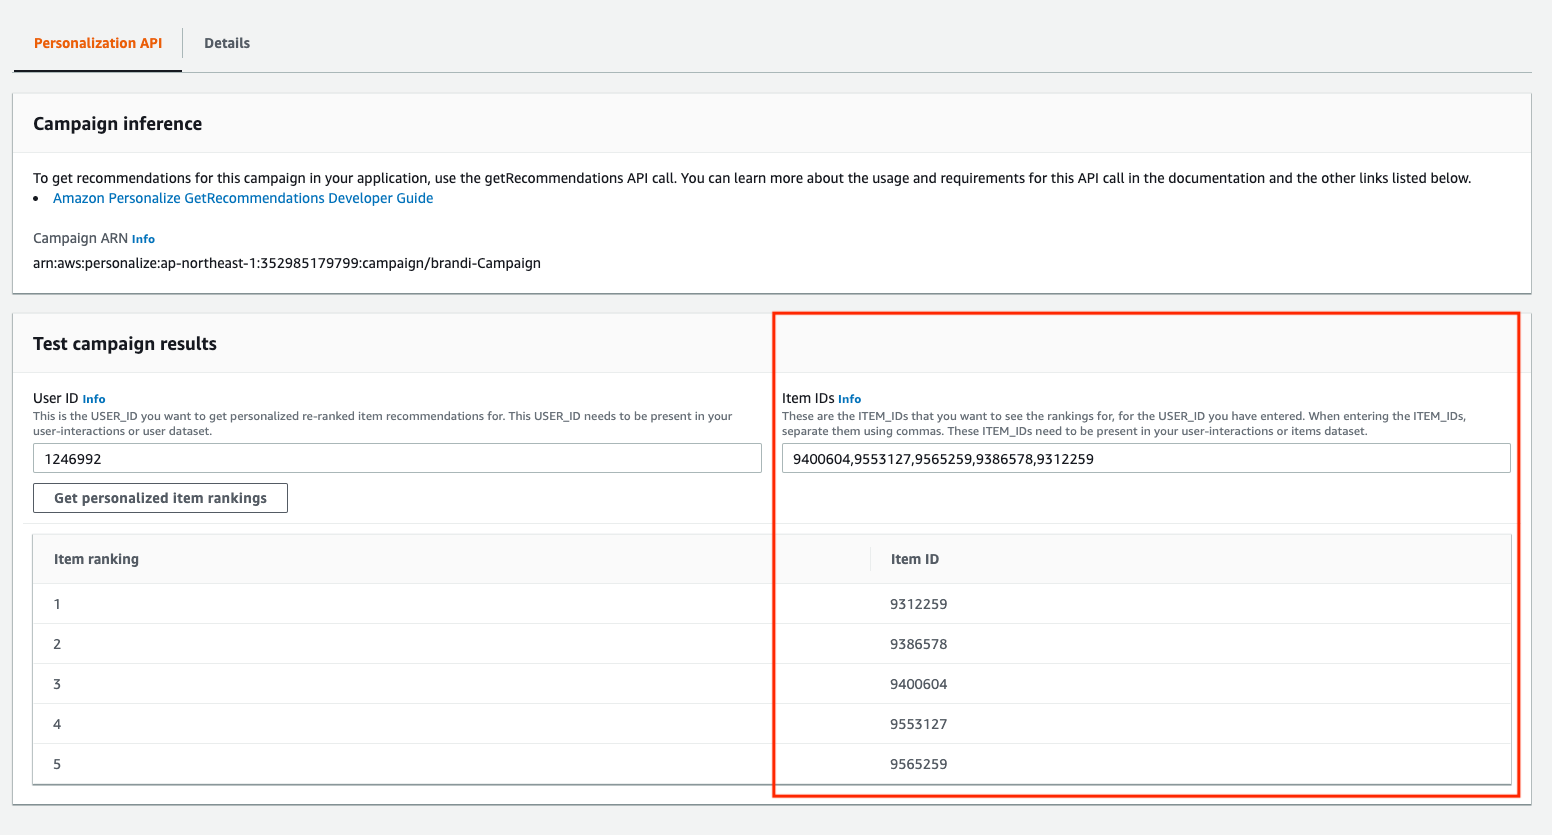 Personalization API
Details
Campaign inference
To get recommendations for this campaign in your application, use the getRecommendations API call. You can learn more about the usage and requirements for this API call in the documentation and the other links listed below.
• Amazon Personalize GetRecommendations Developer Guide
Campaign ARN Info
arn:aws:personalize:ap-northeast-1:352985179799:campaign/brandi-Campaign
Test campaign results
User ID Info
This is the USER_ID you want to get personalized re-ranked item recommendations for. This USER_ID needs to be present in your
user-interactions or user dataset.
1246992
Get personalized item rankings
Item IDs Info
These are the ITEM_IDs that you want to see the rankings for, for the USER_ID you have entered. When entering the ITEM_IDs,
separate them using commas. These ITEM_IDs need to be present in your user-interactions or items dataset.
9400604,9553127,9565259,9386578,9312259
Item ranking Item ID
1 9312259
2 9386578
3 9400604
4 9553127
5 9565259